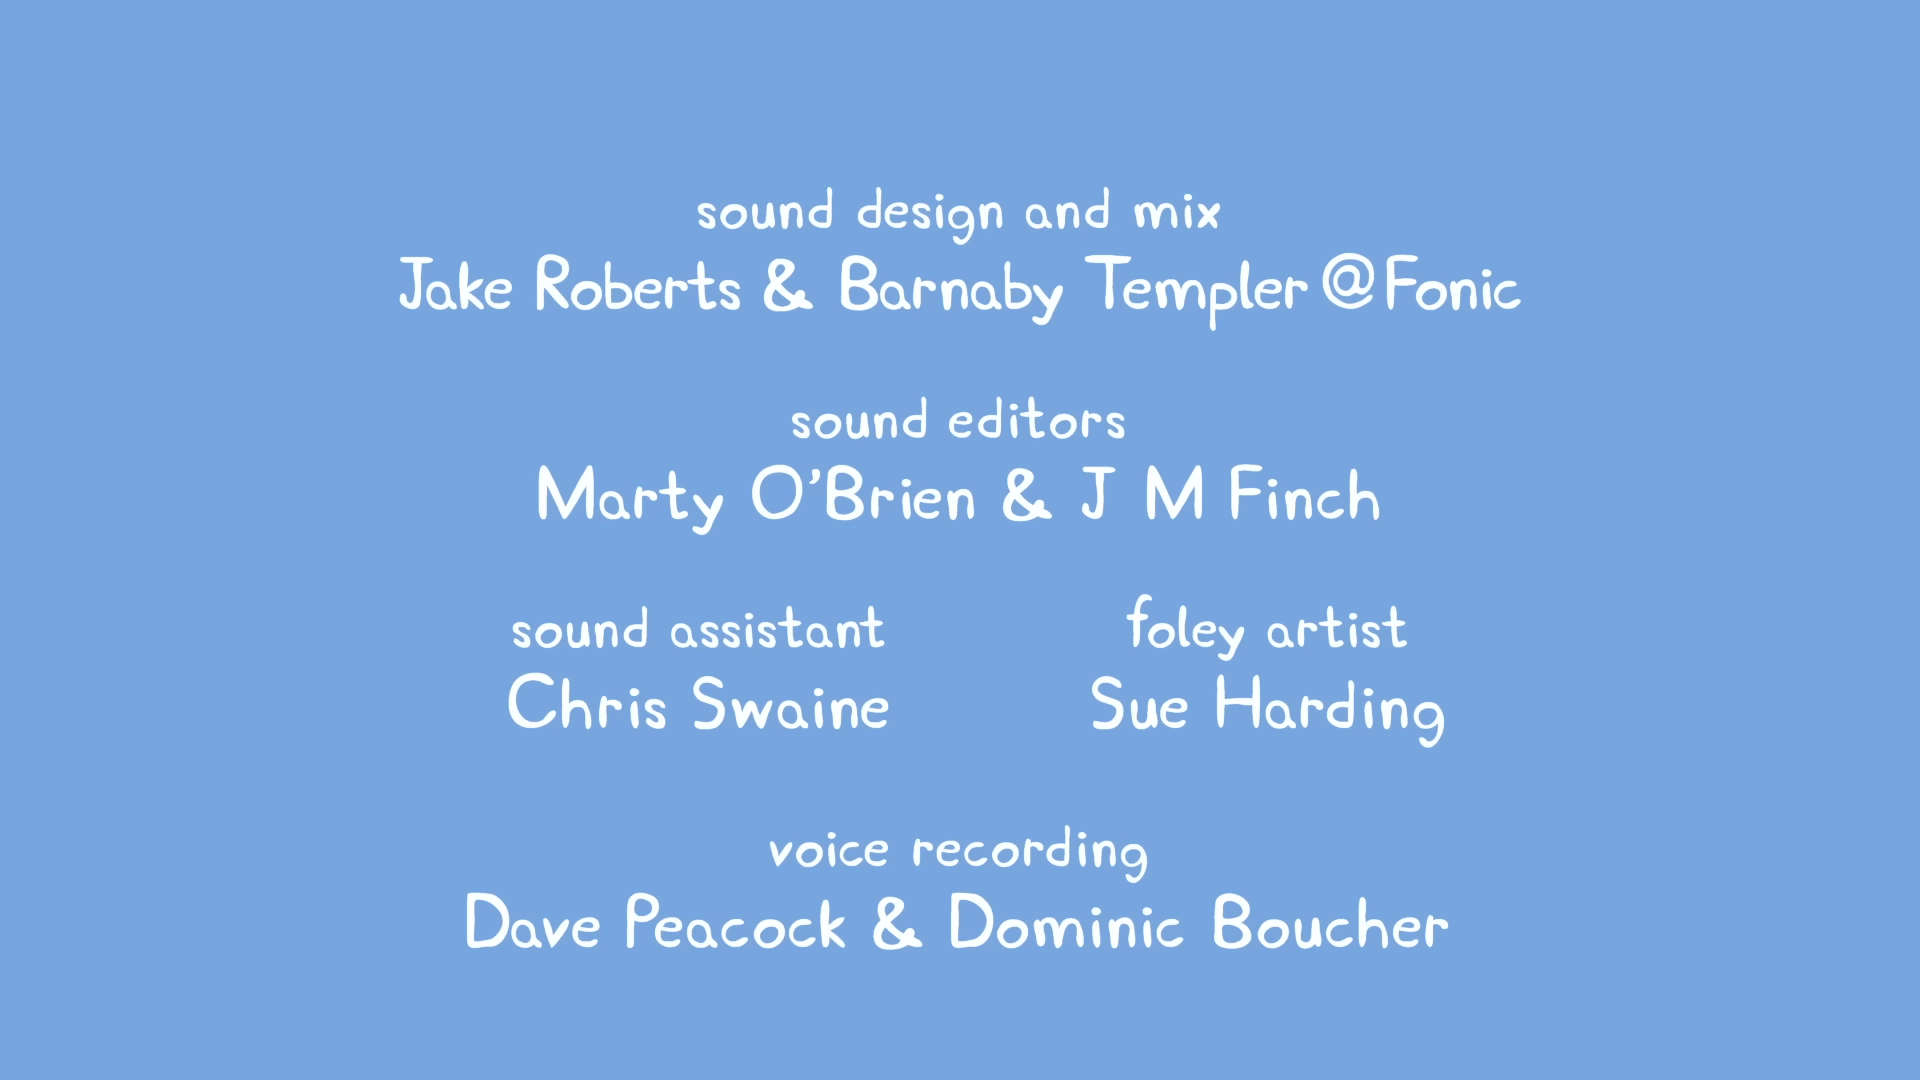 sound design and mix
Jake Roberts & Barnaby Templer @ Fonic
sound editors
Marty O'Brien & J M Finch
sound assistant
Chris Swaine
foley artist
Sue Harding
voice recording
Dave Peacock & Dominic Boucher